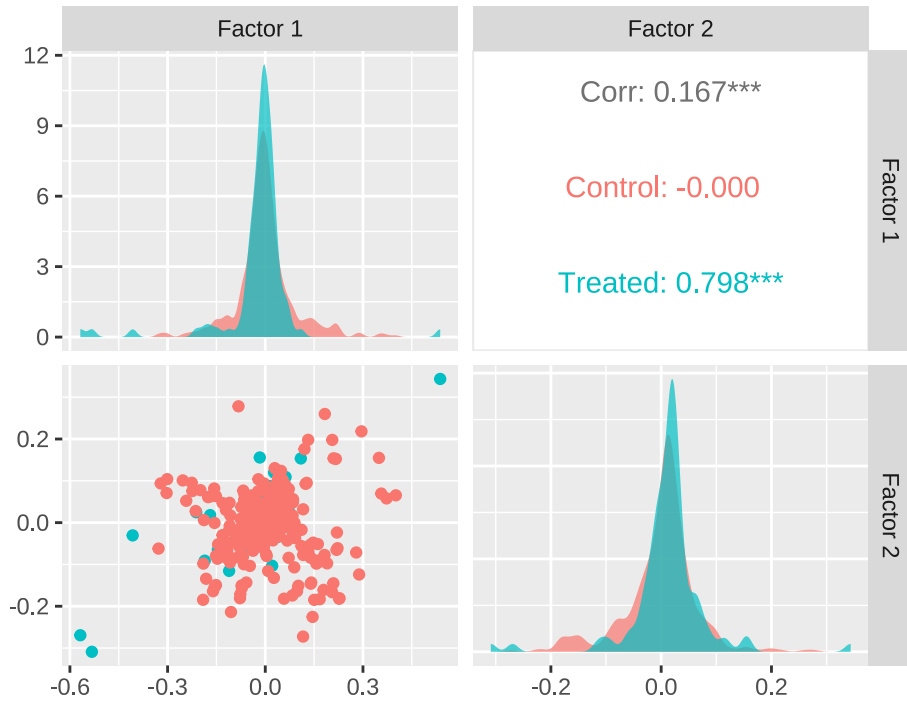 Factor 1
Factor 2
12
9
6
3
0
Corr: 0.167***
Control: -0.000
Treated: 0.798***
Factor 1
0.2
0.0
-0.2
Factor 2
-0.6
-0.3
0.0
0.3
-0.2
0.0
0.2